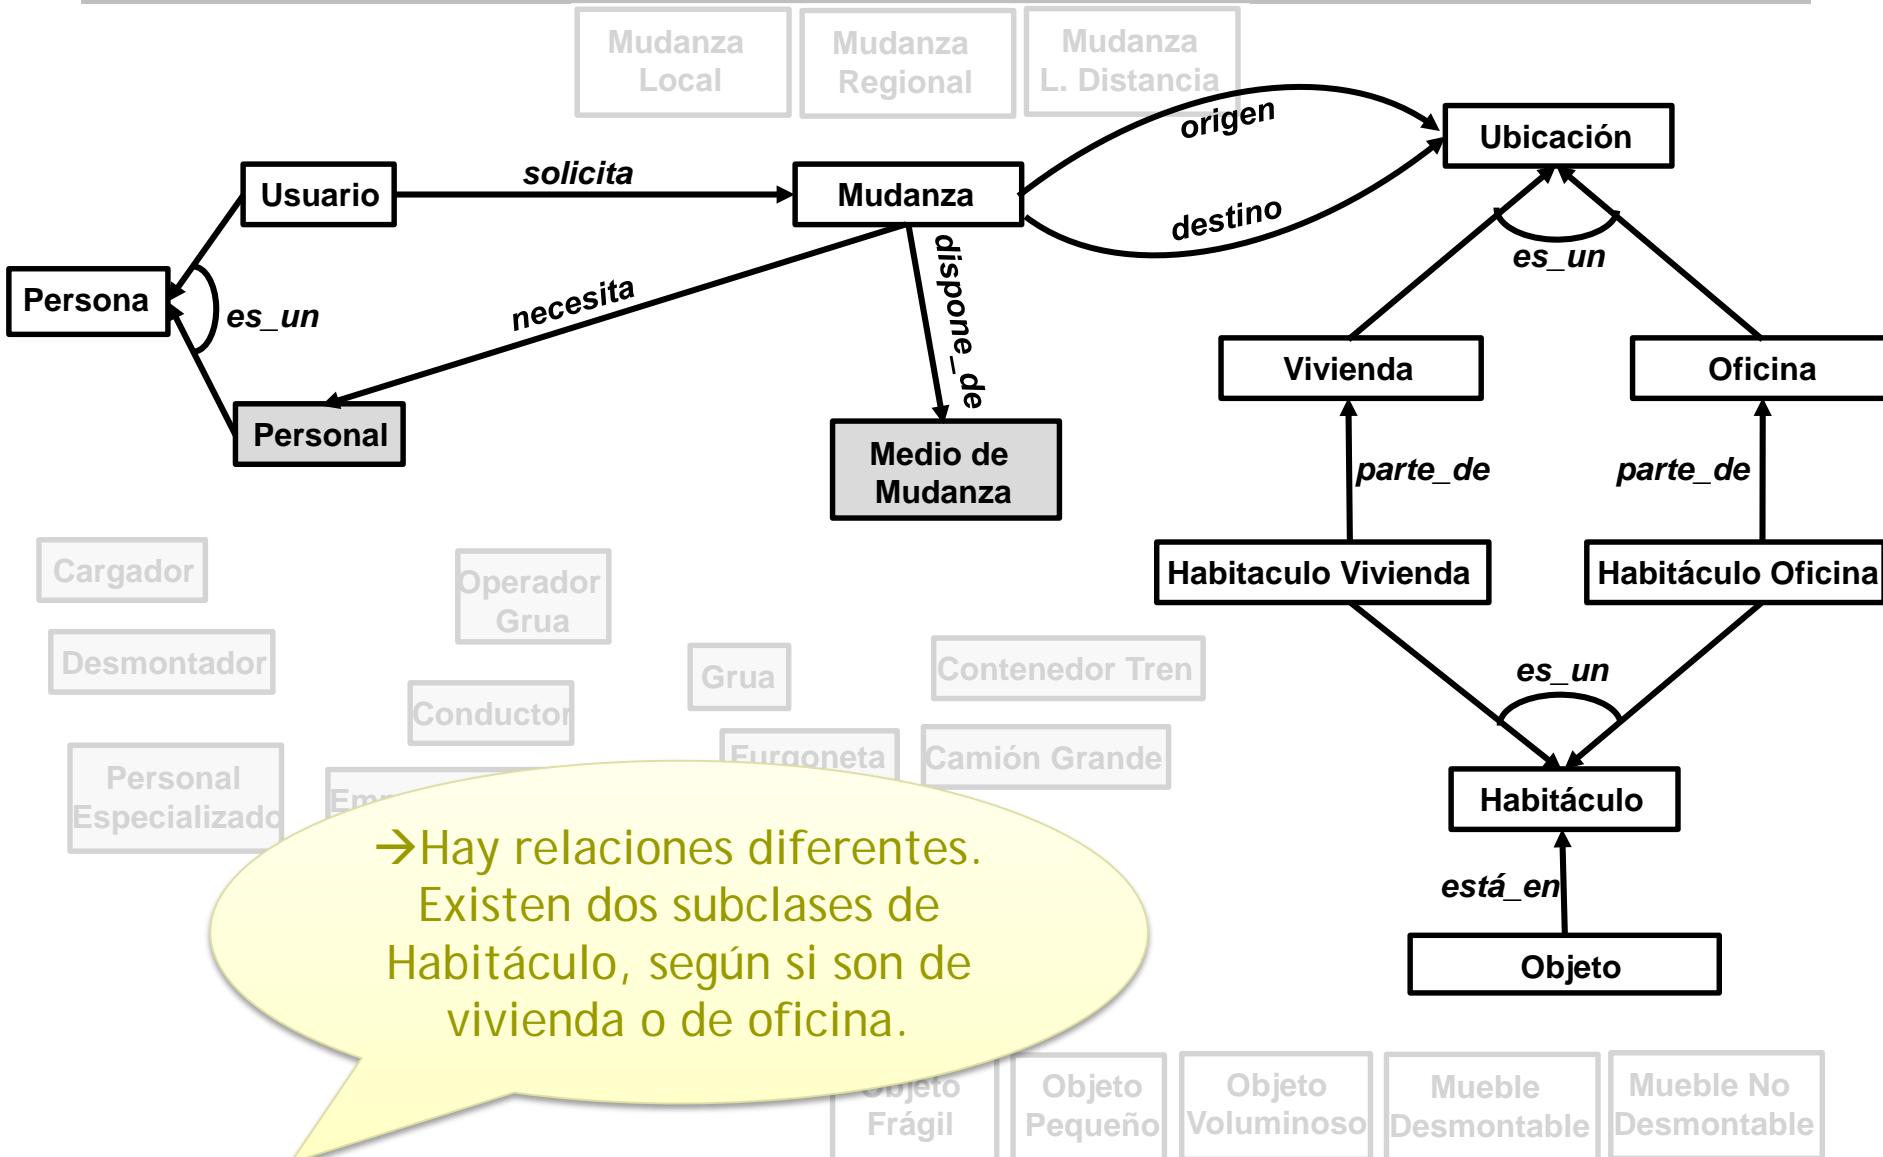 Mudanza
Local
Mudanza
Regional
Mudanza
L. Distancia
origen
Ubicación
solicita
Usuario
Mudanza
destino
es_un
dispone_de
necesita
Persona
es_un
Vivienda
Oficina
Personal
Medio de
Mudanza
parte_de
parte_de
Cargador
Operador
Grua
Habitaculo Vivienda
Habitáculo Oficina
Desmontador
Grua
Contenedor Tren
es_un
Conductor
Furgoneta
Camión Grande
Personal
Especializado
Habitáculo
→Hay relaciones diferentes.
Existen dos subclases de
Habitáculo, según si son de
vivienda o de oficina.
está_en
Objeto
Objeto
Frágil
Objeto
Pequeño
Objeto
Voluminoso
Mueble
Desmontable
Mueble No
Desmontable